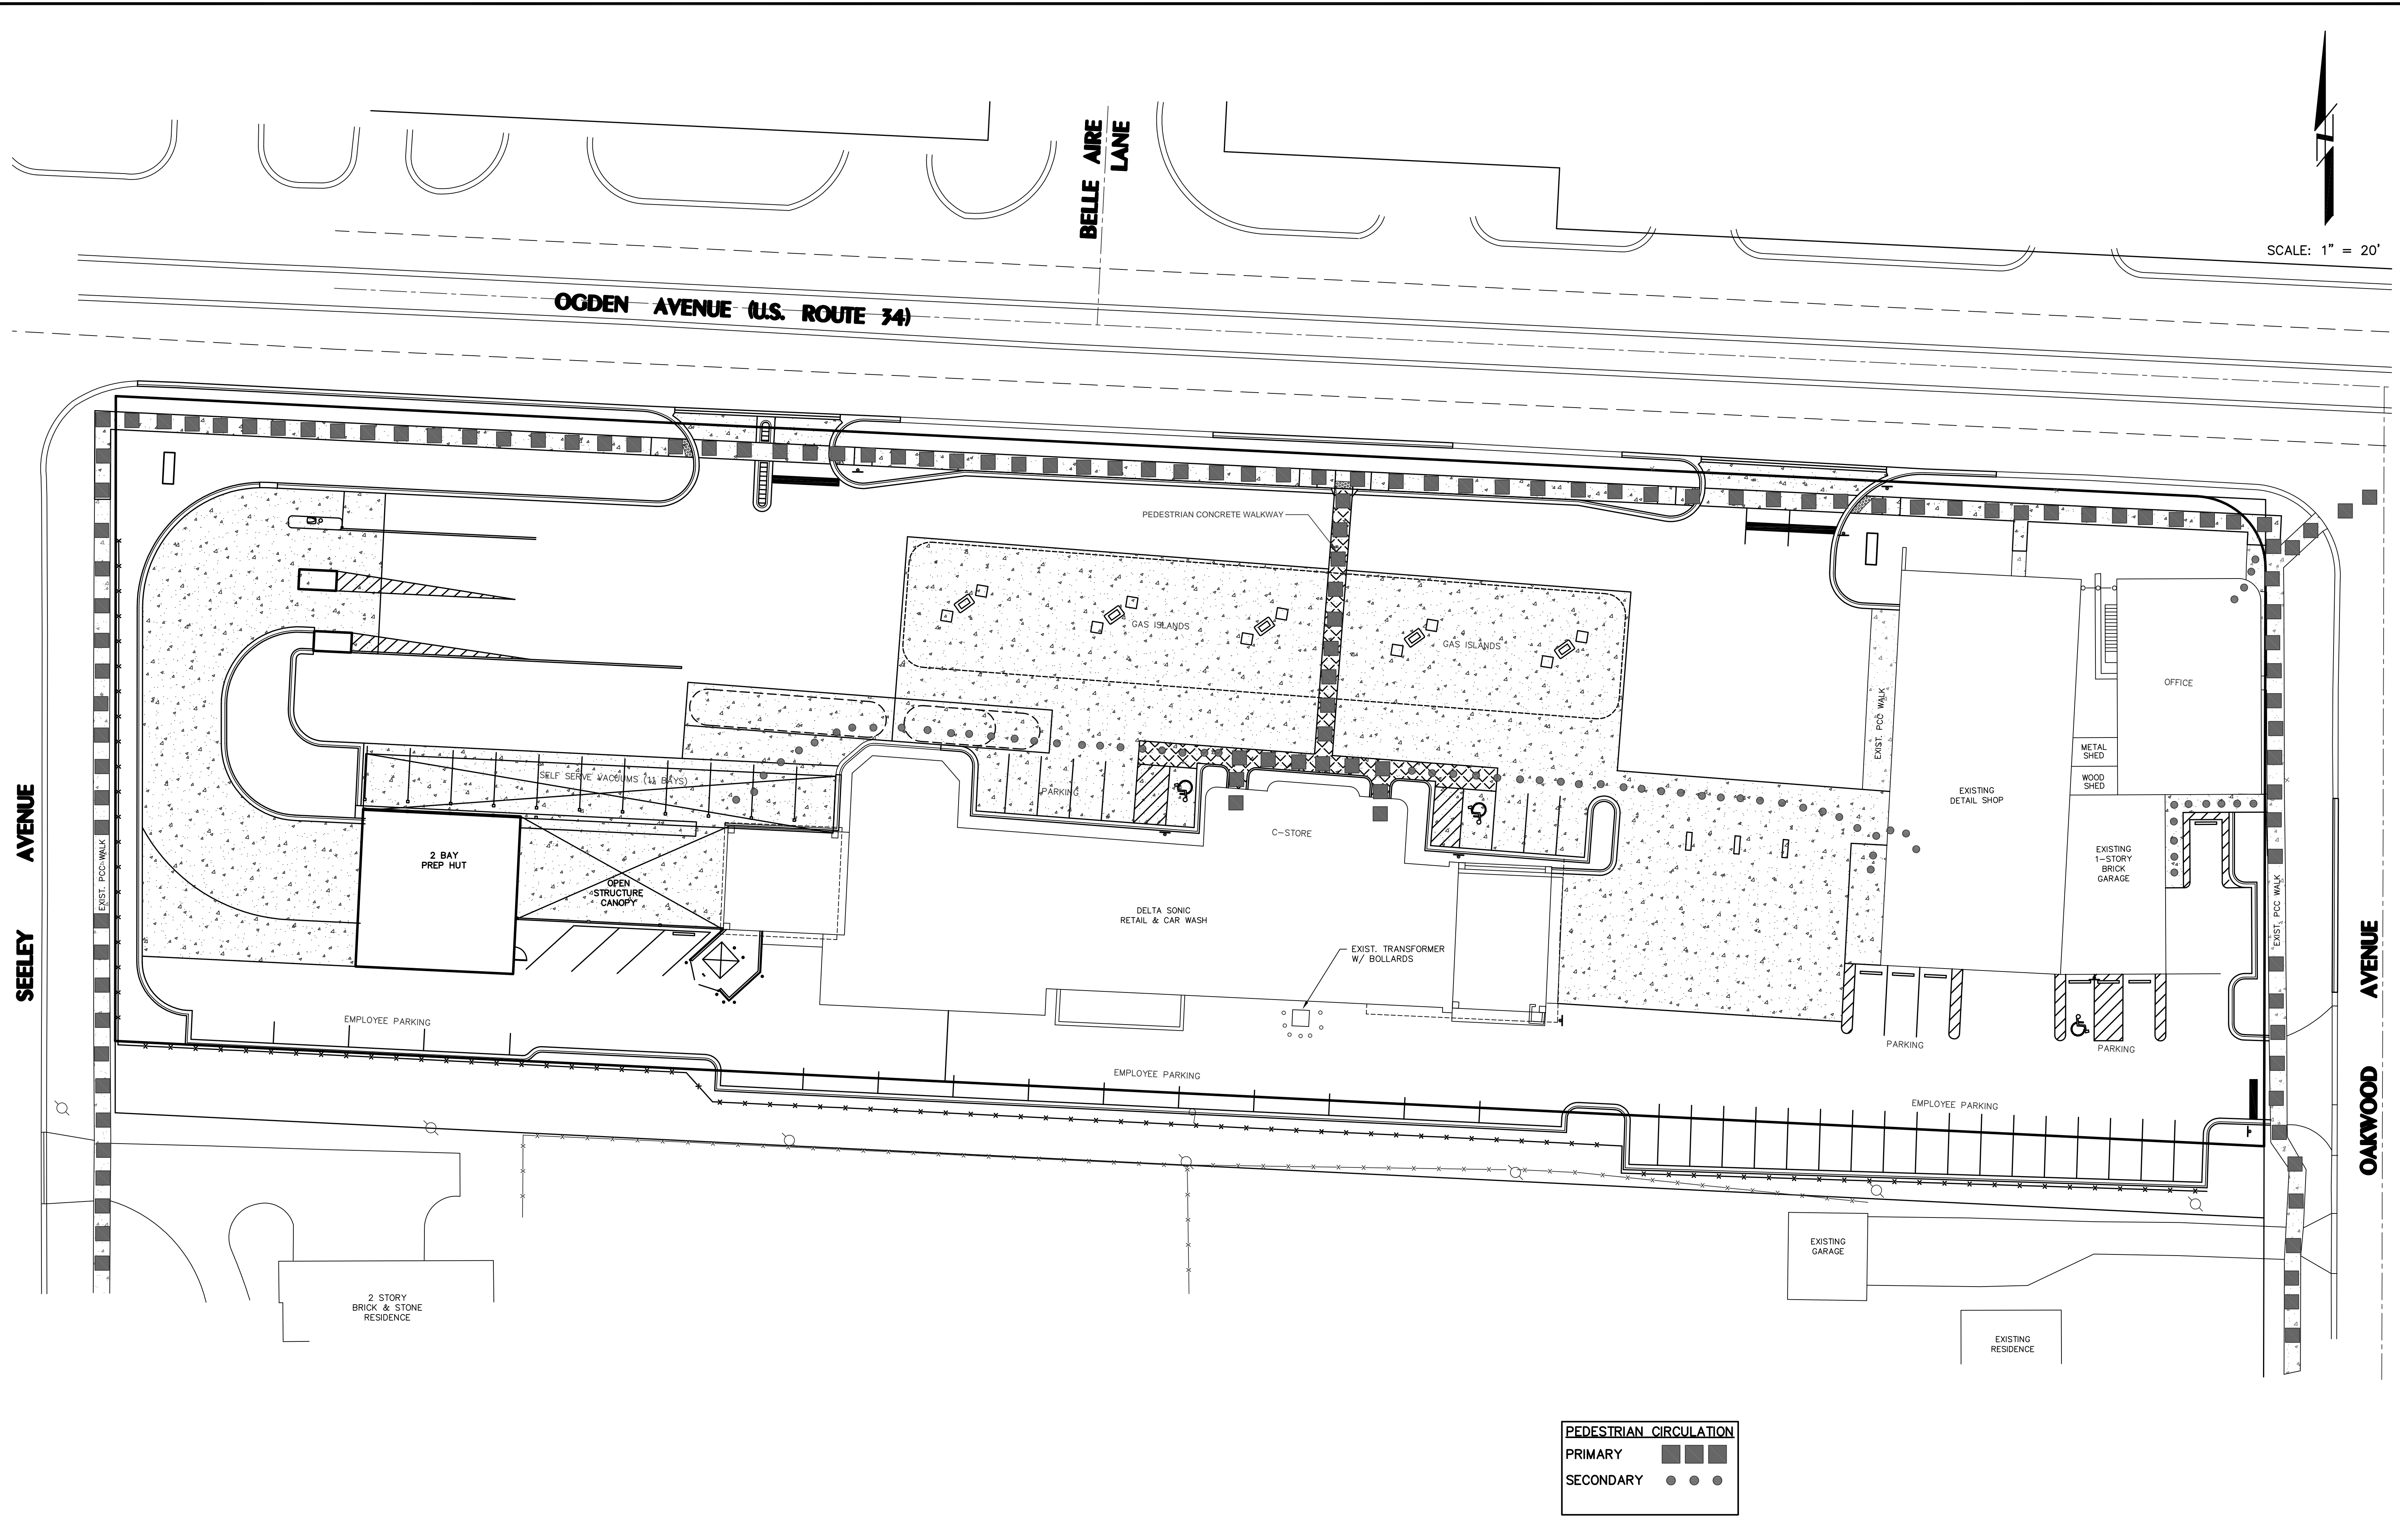 BELLE AIRE
LANE
SCALE: 1" = 20'
OGDEN AVENUE (U.S. ROUTE 34)
PEDESTRIAN CONCRETE WALKWAY
GAS ISLANDS
GAS ISLANDS
OFFICE
EXIST. PCC WALK
METAL
SHED
WOOD
SHED
SELF SERVE VACUUMS (11 BAYS)
PARKING
EXISTING
DETAIL SHOP
C-STORE
SEELEY AVENUE
EXIST. PCC WALK
2 BAY
PREP HUT
OPEN
STRUCTURE
CANOPY
EXISTING
1-STORY
BRICK
GARAGE
EXIST. PCC WALK
DELTA SONIC
RETAIL & CAR WASH
EXIST. TRANSFORMER
W/ BOLLARDS
OAKWOOD AVENUE
EMPLOYEE PARKING
PARKING
PARKING
EMPLOYEE PARKING
EMPLOYEE PARKING
EXISTING
GARAGE
2 STORY
BRICK & STONE
RESIDENCE
EXISTING
RESIDENCE
PEDESTRIAN CIRCULATION
PRIMARY
SECONDARY